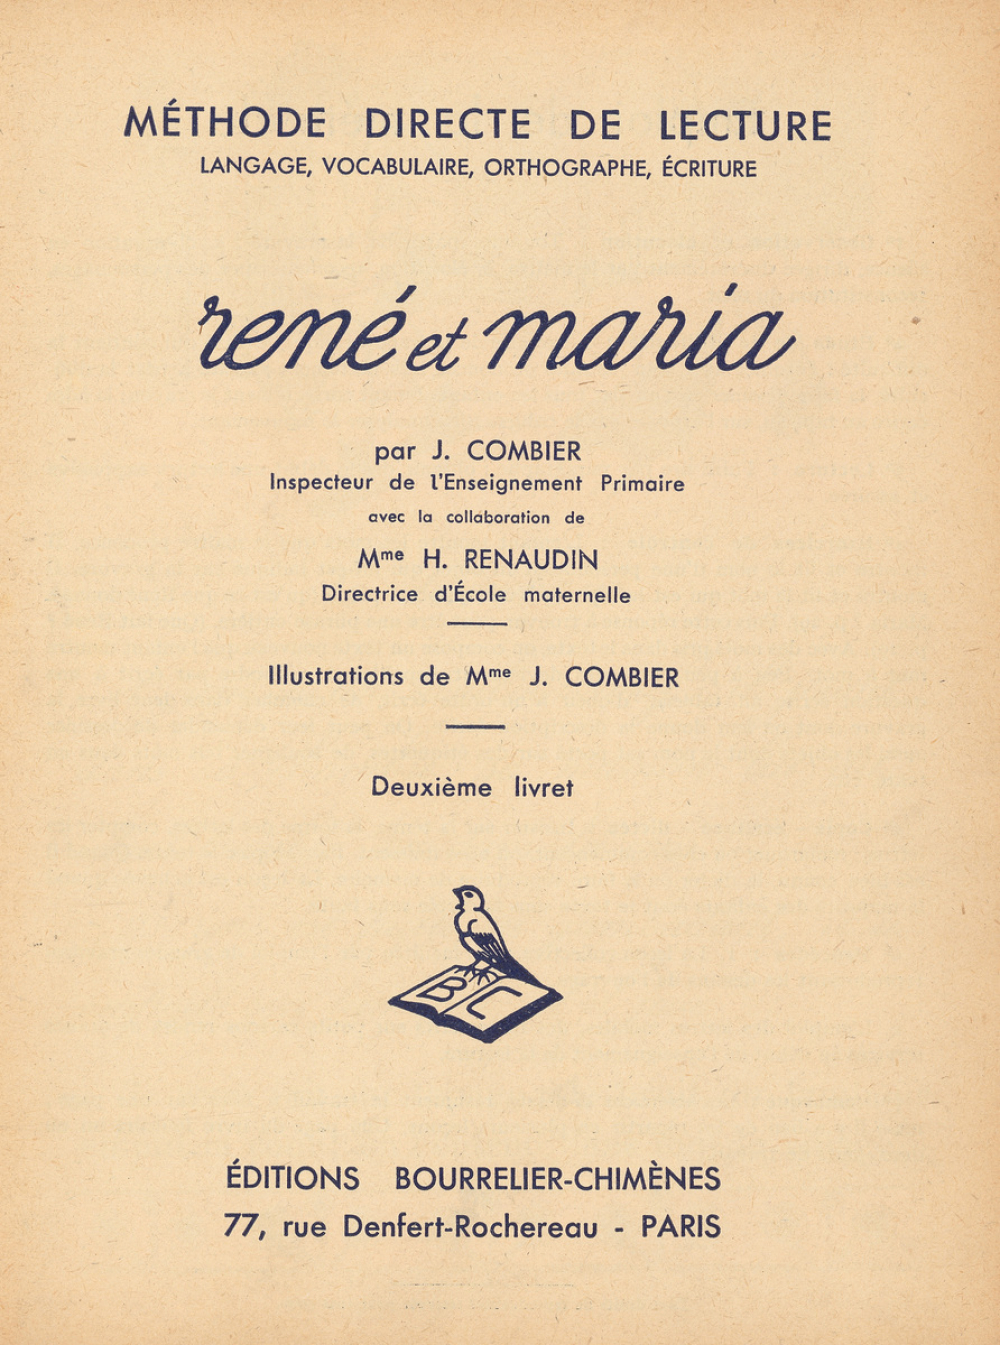 MÉTHODE DIRECTE DE LECTURE
LANGAGE, VOCABULAIRE, ORTHOGRAPHE, ÉCRITURE
rené et maria
par J. COMBIER
Inspecteur de l'Enseignement Primaire
avec la collaboration de
Mme H. RENAUDIN
Directrice d'École maternelle
Illustrations de Mme J. COMBIER
Deuxième livret
B C
ÉDITIONS BOURRELIER-CHIMÈNES
77, rue Denfert-Rochereau - PARIS